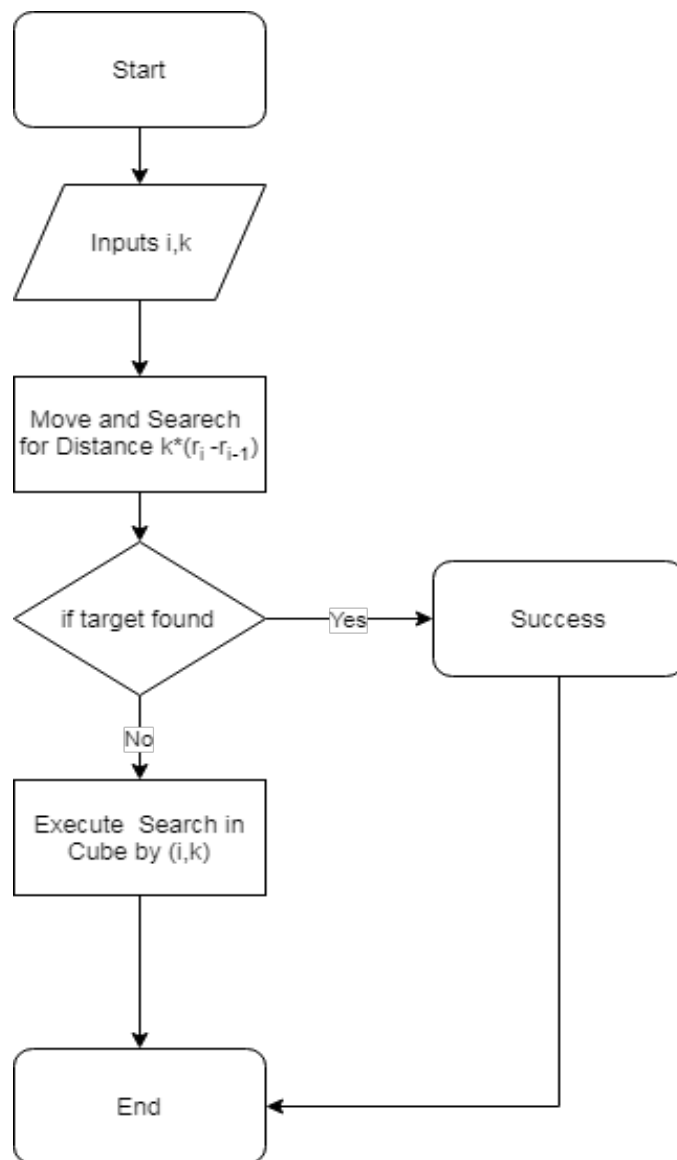 Start
Inputs i,k
Move and Searech
for Distance k*(rᵢ -rᵢ₋₁)
if target found
Yes
Success
No
Execute  Search in
Cube by (i,k)
End